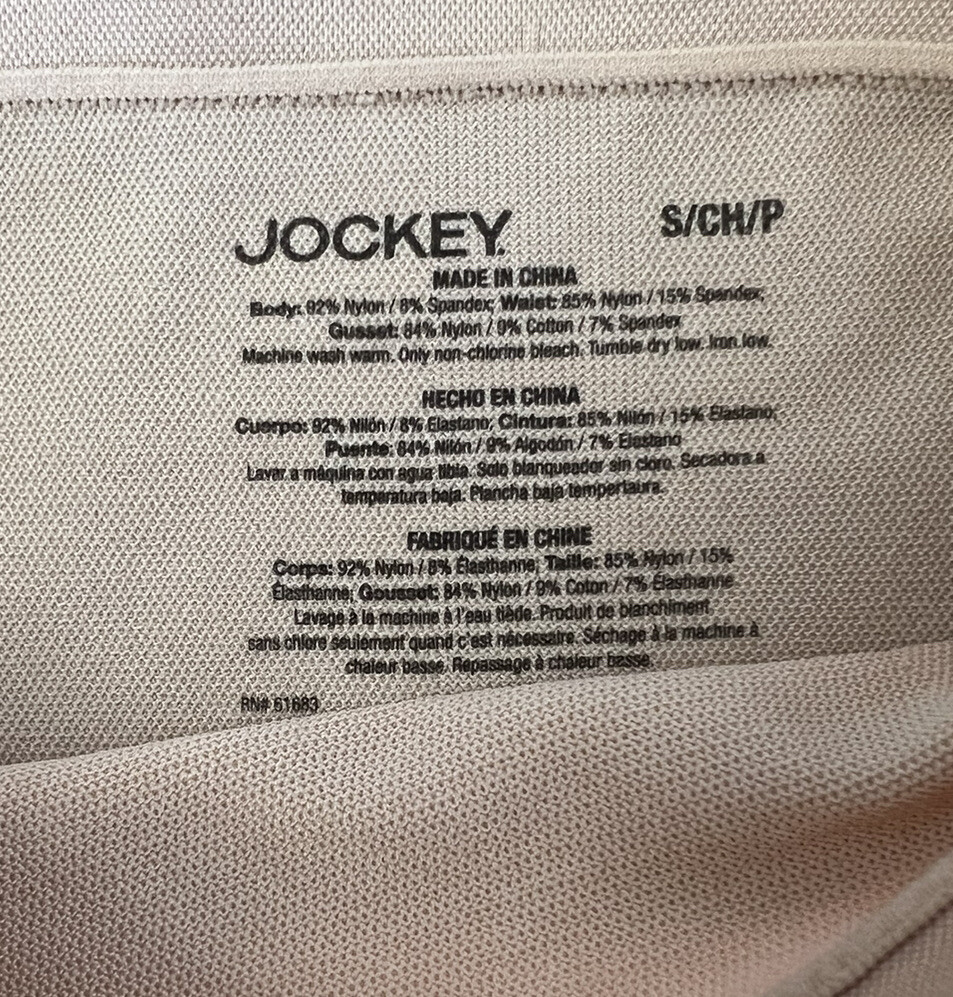 JOCKEY. S/CH/P
MADE IN CHINA
Body: 92% Nylon / 8% Spandex; Waist: 85% Nylon / 15% Spandex;
Gusset: 84% Nylon / 9% Cotton / 7% Spandex
Machine wash warm. Only non-chlorine bleach. Tumble dry low. Iron low.
HECHO EN CHINA
Cuerpo: 92% Nilón / 8% Elastano; Cintura: 85% Nilón / 15% Elastano;
Puente: 84% Nilón / 9% Algodón / 7% Elastano
Lavar a máquina con agua tibia. Solo blanqueador sin cloro. Secadora a
temperatura baja. Plancha baja tempertaura.
FABRIQUÉ EN CHINE
Corps: 92% Nylon / 8% Élasthanne; Taille: 85% Nylon / 15%
Élasthanne; Gousset: 84% Nylon / 9% Coton / 7% Élasthanne
Lavage à la machine à l'eau tiède. Produit de blanchiment
sans chlore seulement quand c'est nécessaire. Séchage à la machine à
chaleur basse. Repassage à chaleur basse.
RN# 61683